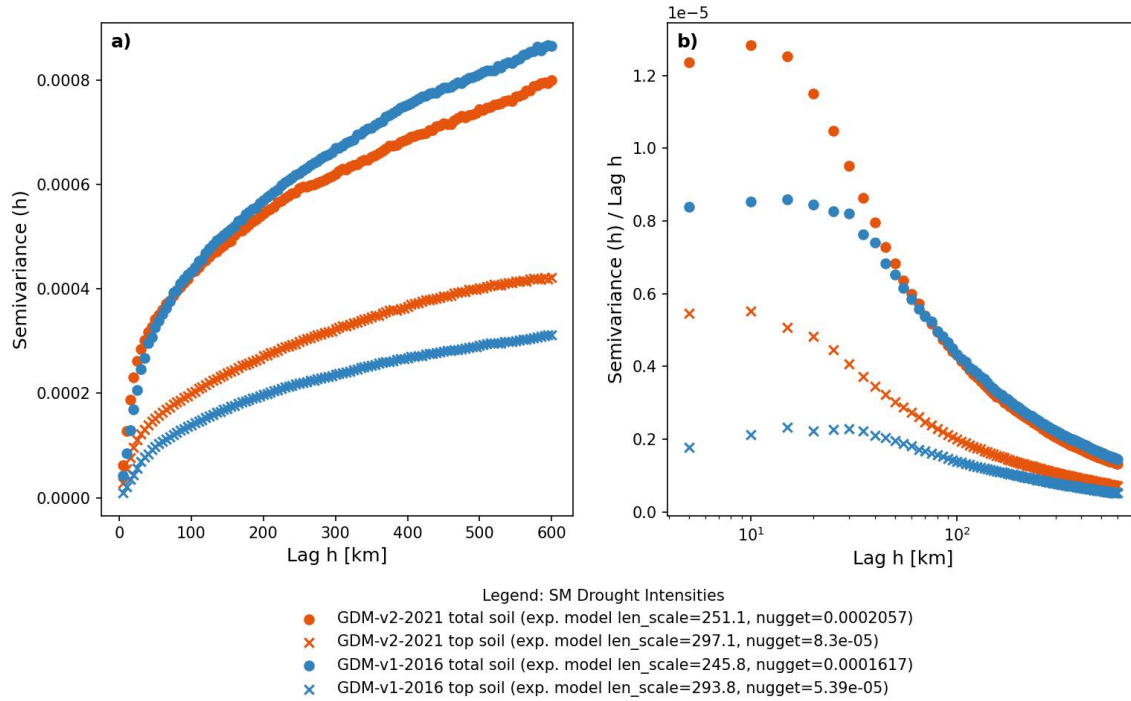 a)
0.0008
0.0006
0.0004
0.0002
0.0000
Semivariance (h)
0 100 200 300 400 500 600
Lag h [km]
1e−5
b)
1.2
1.0
0.8
0.6
0.4
0.2
0.0
Semivariance (h) / Lag h
10¹ 10²
Lag h [km]
Legend: SM Drought Intensities
GDM-v2-2021 total soil (exp. model len_scale=251.1, nugget=0.0002057)
GDM-v2-2021 top soil (exp. model len_scale=297.1, nugget=8.3e-05)
GDM-v1-2016 total soil (exp. model len_scale=245.8, nugget=0.0001617)
GDM-v1-2016 top soil (exp. model len_scale=293.8, nugget=5.39e-05)